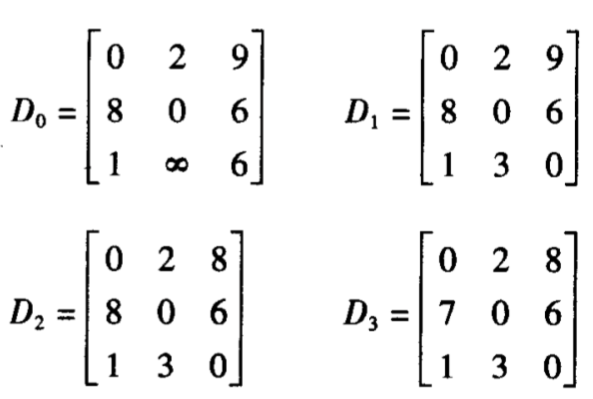 D₀ = [0 2 9
8 0 6
1 ∞ 6]
D₁ = [0 2 9
8 0 6
1 3 0]
D₂ = [0 2 8
8 0 6
1 3 0]
D₃ = [0 2 8
7 0 6
1 3 0]